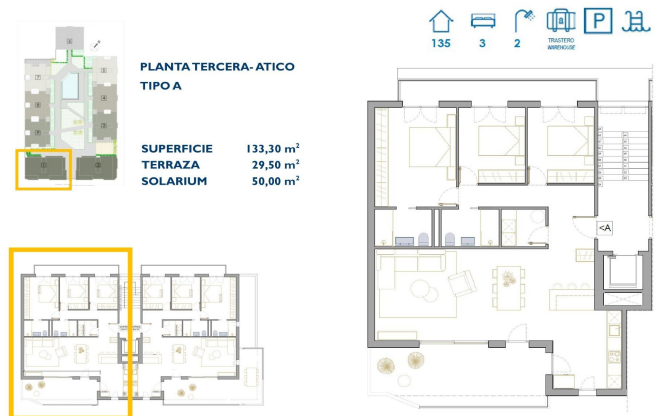 135
3
2
TRASTERO
WAREHOUSE
P
PLANTA TERCERA- ATICO
TIPO A
SUPERFICIE 133,30 m²
TERRAZA 29,50 m²
SOLARIUM 50,00 m²
<A